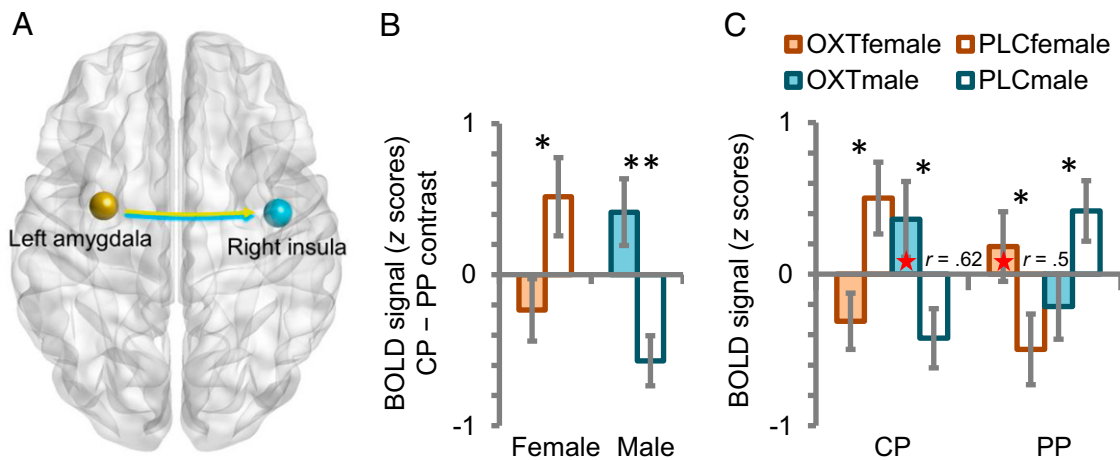 A
Left amygdala
Right insula
B
BOLD signal (z scores)
CP – PP contrast
1
0
-1
*
**
Female
Male
C
OXTfemale
PLCfemale
OXTmale
PLCmale
BOLD signal (z scores)
1
0
-1
*
*
*
*
r = .62
r = .5
CP
PP